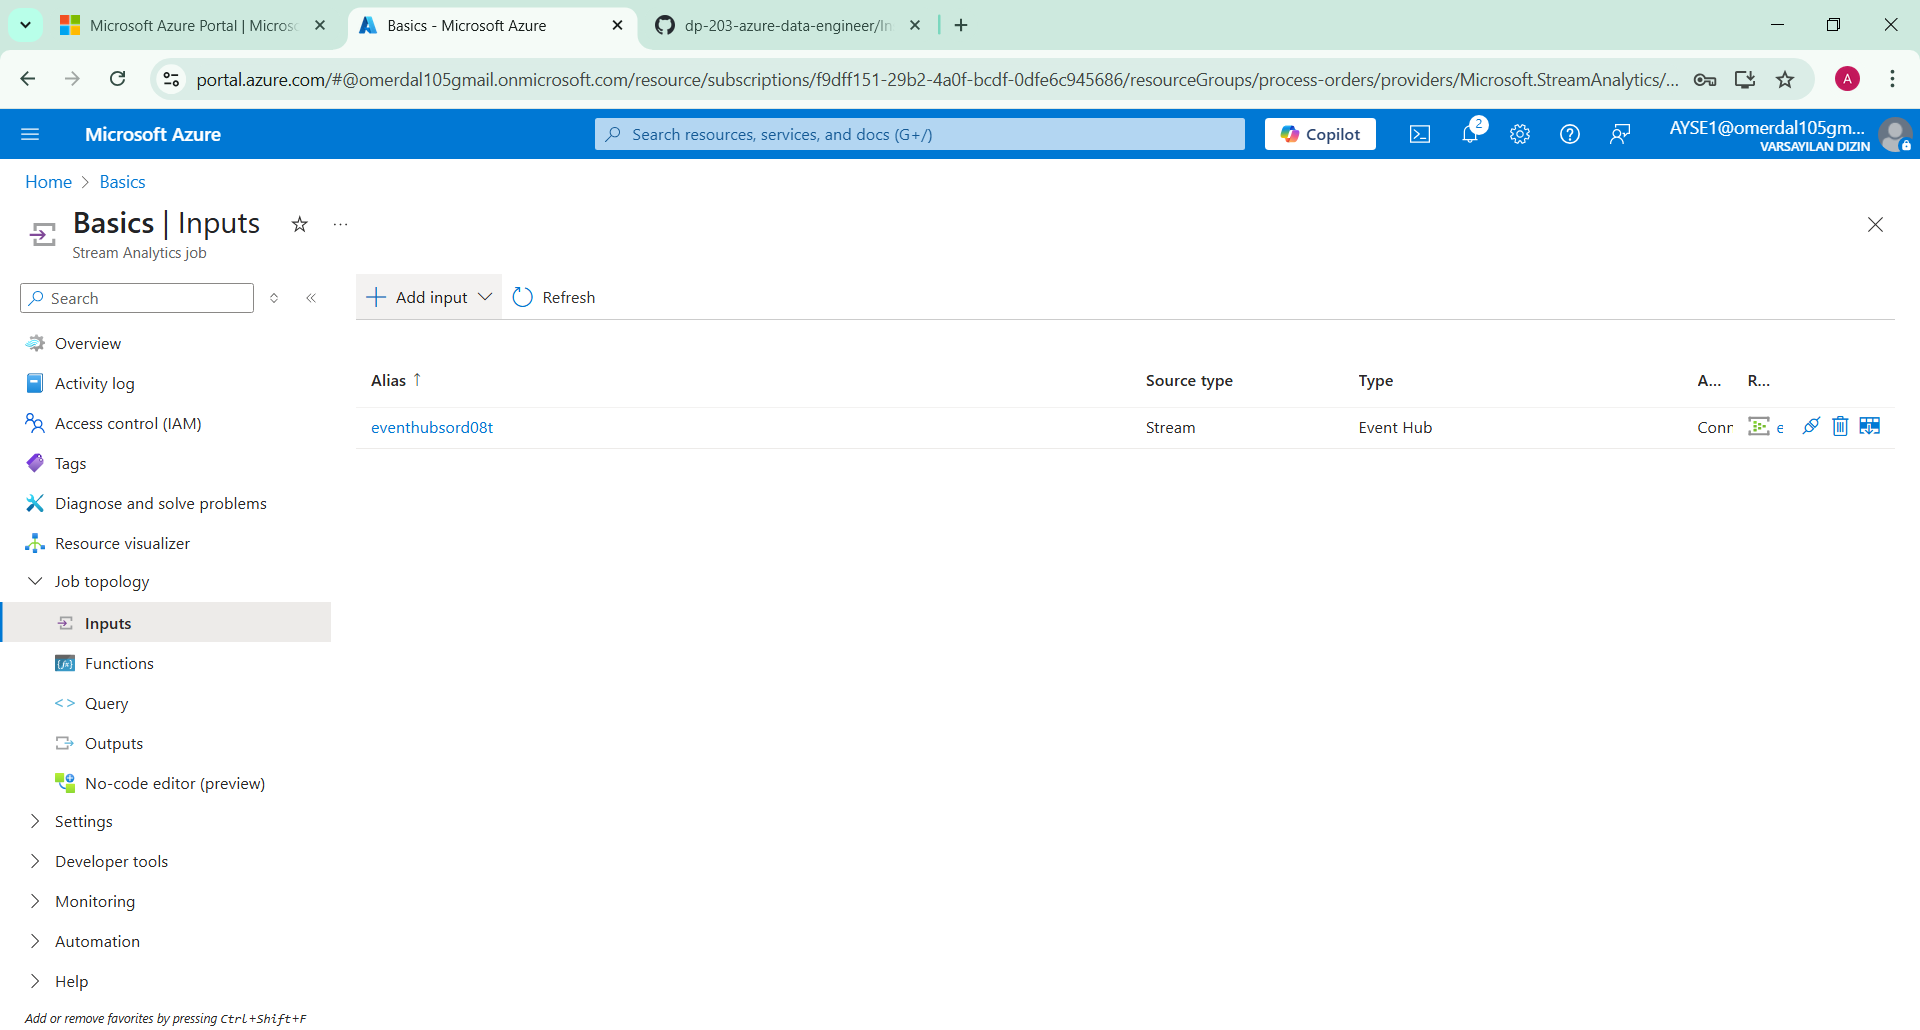 Microsoft Azure Portal | Micros
Basics - Microsoft Azure
dp-203-azure-data-engineer/In
portal.azure.com/#@omerdal105gmail.onmicrosoft.com/resource/subscriptions/f9dff151-29b2-4a0f-bcdf-0dfe6c945686/resourceGroups/process-orders/providers/Microsoft.StreamAnalytics/...
A
Microsoft Azure
Search resources, services, and docs (G+/)
Copilot
2
AYSE1@omerdal105gm...
VARSAYILAN DIZIN
Home > Basics
Basics | Inputs
Stream Analytics job
Search
Add input
Refresh
Overview
Activity log
Access control (IAM)
Tags
Diagnose and solve problems
Resource visualizer
Job topology
Inputs
Functions
Query
Outputs
No-code editor (preview)
Settings
Developer tools
Monitoring
Automation
Help
Add or remove favorites by pressing Ctrl+Shift+F
Alias ↑ Source type Type A... R...
eventhubsord08t Stream Event Hub Conr e